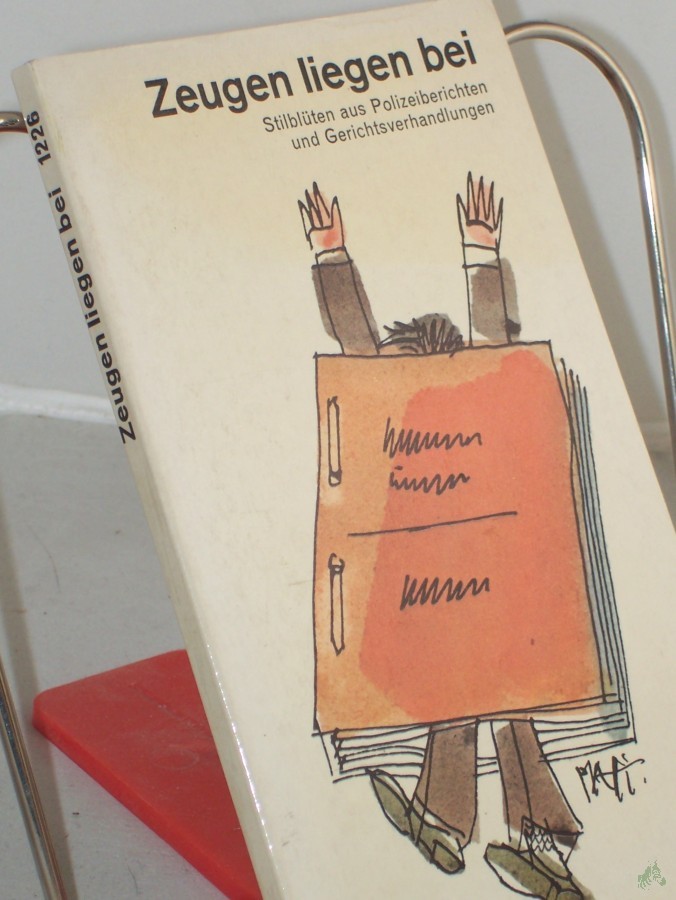 Zeugen liegen bei
Stilblüten aus Polizeiberichten
und Gerichtsverhandlungen
Zeugen liegen bei 1226